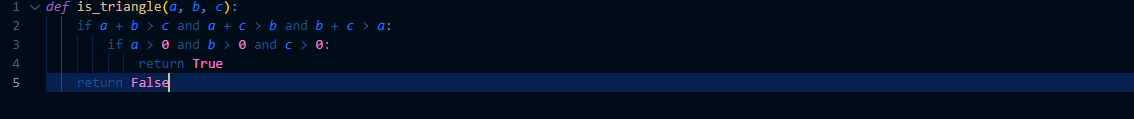 1 def is_triangle(a, b, c):
2     if a + b > c and a + c > b and b + c > a:
3         if a > 0 and b > 0 and c > 0:
4             return True
5     return False